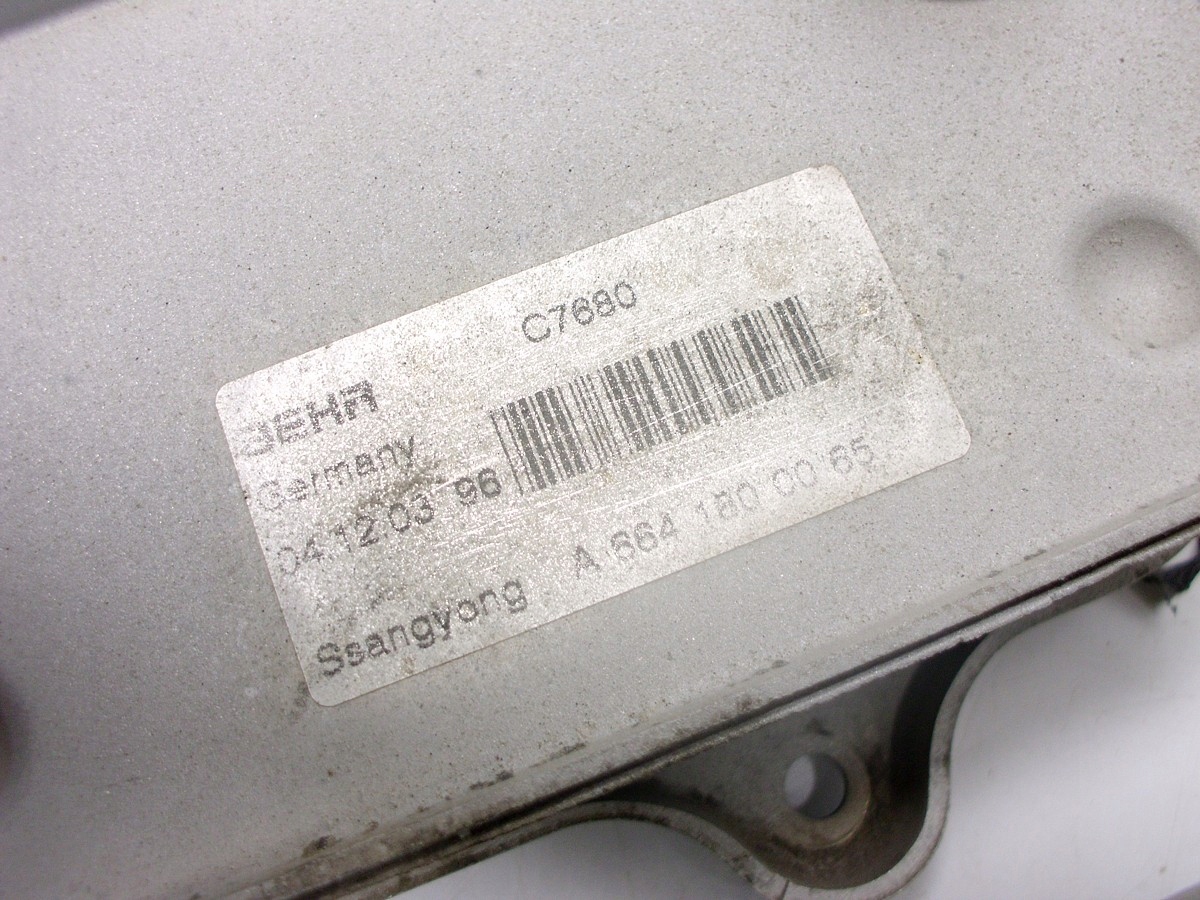 C7680
BEHR
Germany
04.12.03 96
Ssangyong A 664 180 00 65